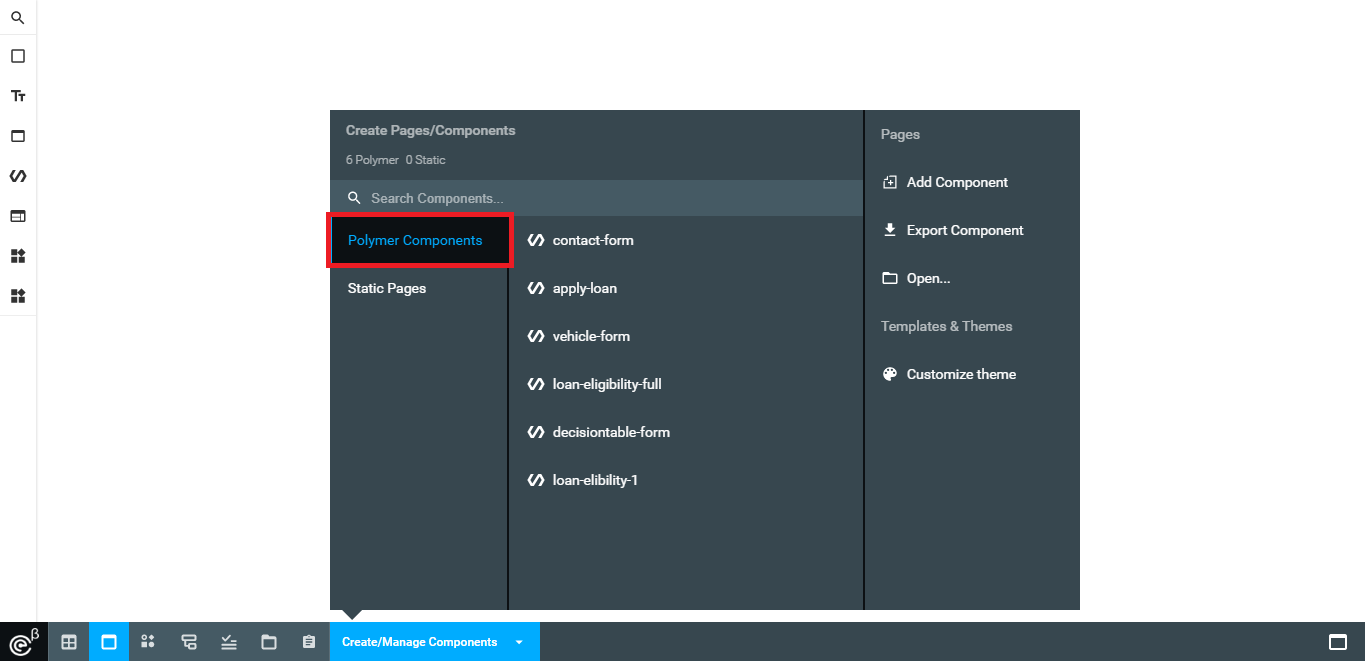 Create Pages/Components
6 Polymer 0 Static
Search Components...
Polymer Components
Static Pages
contact-form
apply-loan
vehicle-form
loan-eligibility-full
decisiontable-form
loan-elibility-1
Pages
Add Component
Export Component
Open...
Templates & Themes
Customize theme
Tт
e β
Create/Manage Components